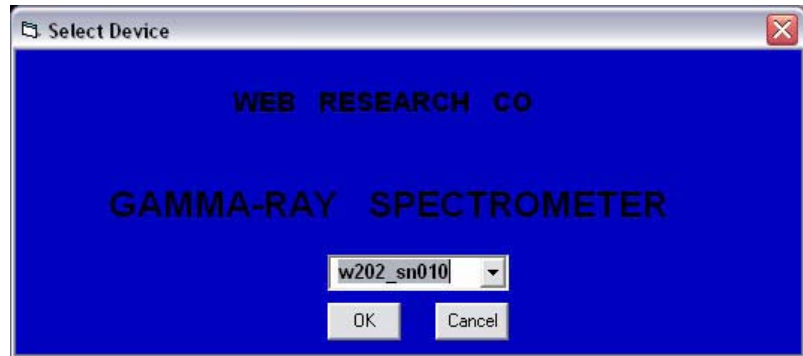 Select Device
WEB RESEARCH CO
GAMMA-RAY SPECTROMETER
w202_sn010
OK Cancel